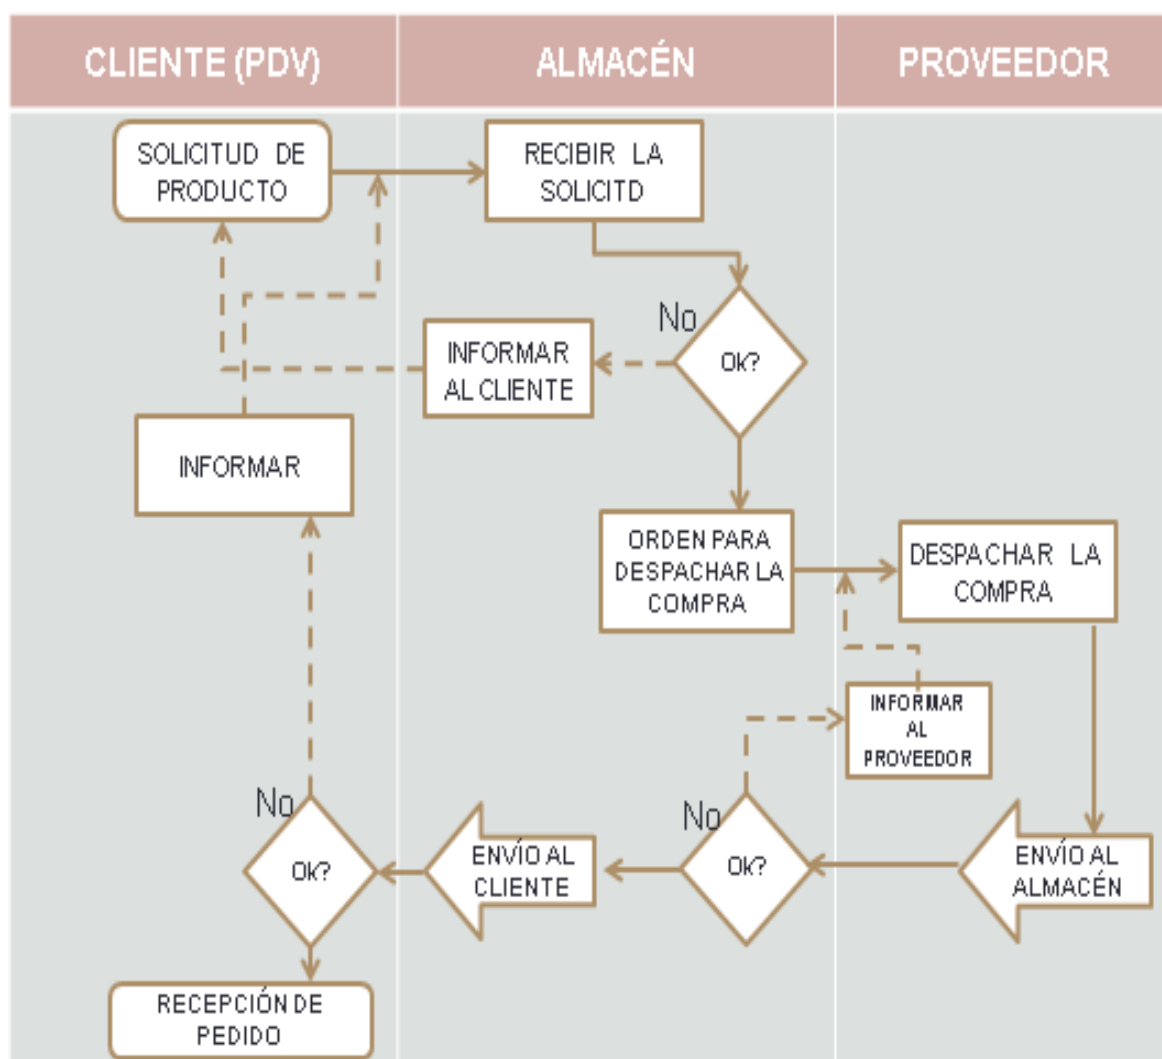 CLIENTE (PDV)
ALMACÉN
PROVEEDOR
SOLICITUD DE
PRODUCTO
RECIBIR LA
SOLICITD
No
Ok?
INFORMAR
AL CLIENTE
INFORMAR
ORDEN PARA
DESPACHAR LA
COMPRA
DESPACHAR LA
COMPRA
INFORMAR
AL
PROVEEDOR
No
Ok?
ENVÍO AL
CLIENTE
No
Ok?
ENVÍO AL
ALMACÉN
RECEPCIÓN DE
PEDIDO